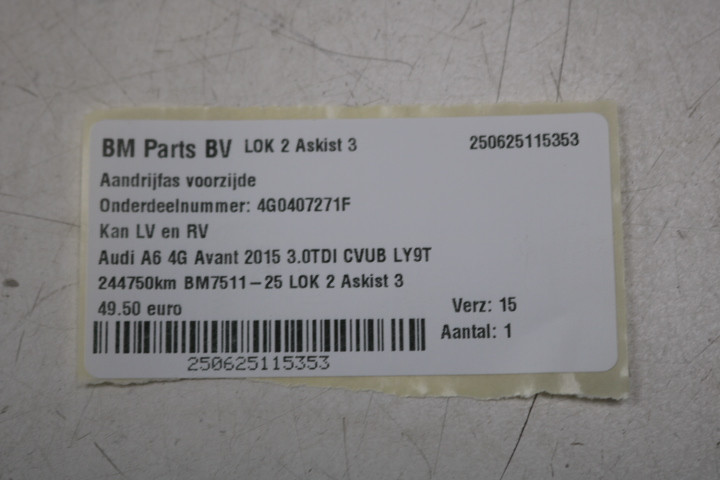 BM Parts BV LOK 2 Askist 3 250625115353
Aandrijfas voorzijde
Onderdeelnummer: 4G0407271F
Kan LV en RV
Audi A6 4G Avant 2015 3.0TDI CVUB LY9T
244750km BM7511-25 LOK 2 Askist 3
49.50 euro Verz: 15
Aantal: 1
250625115353